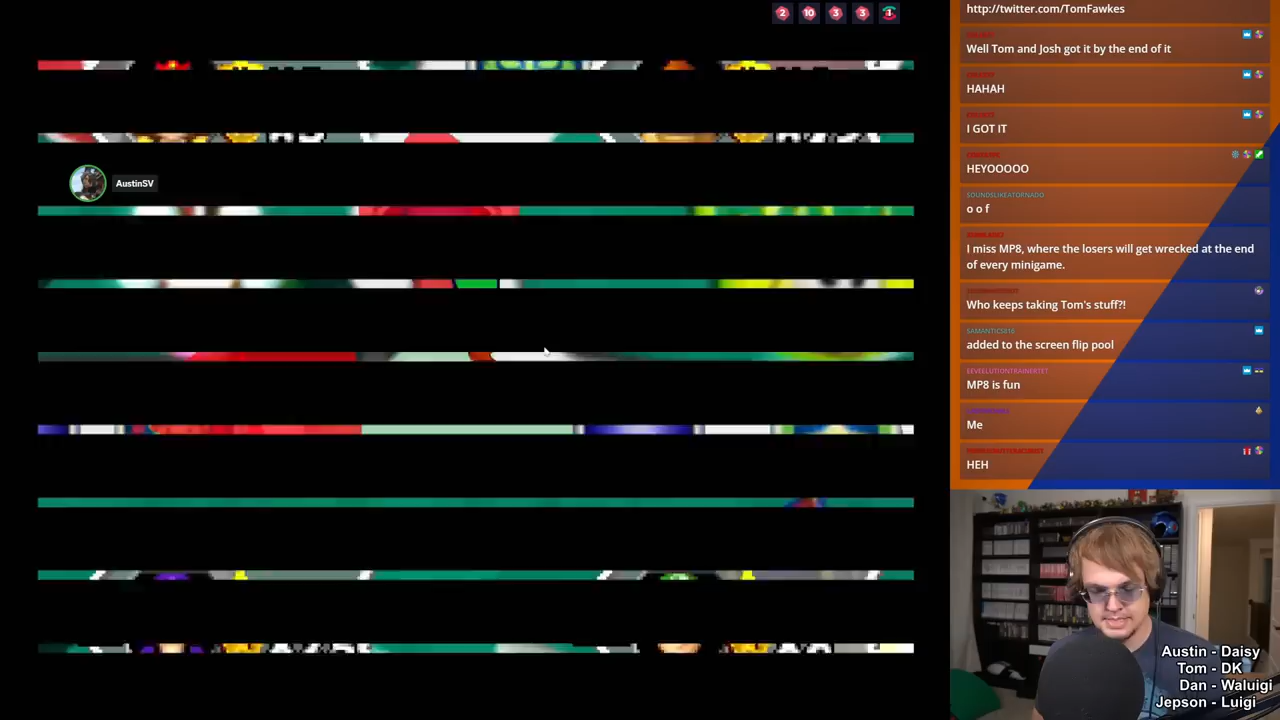 2 10 3 3
AustinSV
http://twitter.com/TomFawkes
Well Tom and Josh got it by the end of it
HAHAH
I GOT IT
HEYOOOOO
SOUNDSLIKEATORNADO
o o f
I miss MP8, where the losers will get wrecked at the end
of every minigame.
Who keeps taking Tom's stuff?!
SAMANTICS816
added to the screen flip pool
MP8 is fun
Me
HEH
Austin - Daisy
Tom - DK
Dan - Waluigi
Jepson - Luigi